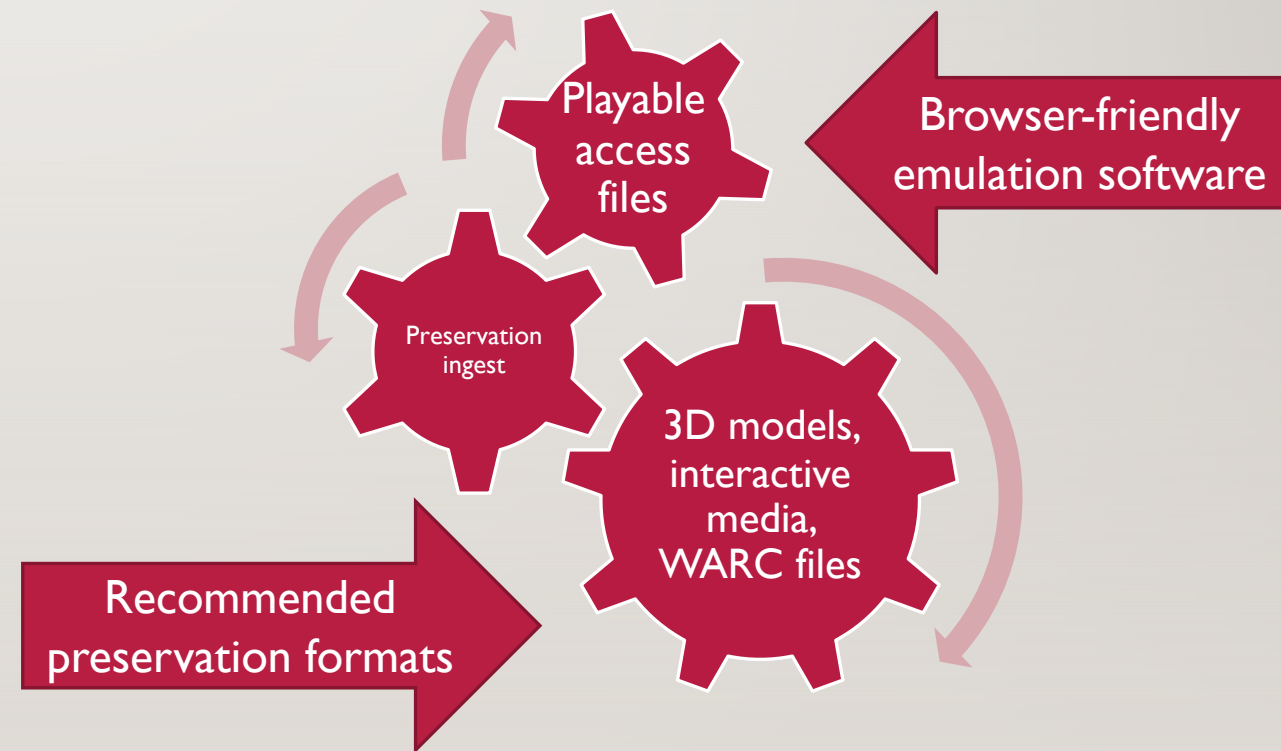 Playable
access
files
Browser-friendly
emulation software
Preservation
ingest
3D models,
interactive
media,
WARC files
Recommended
preservation formats